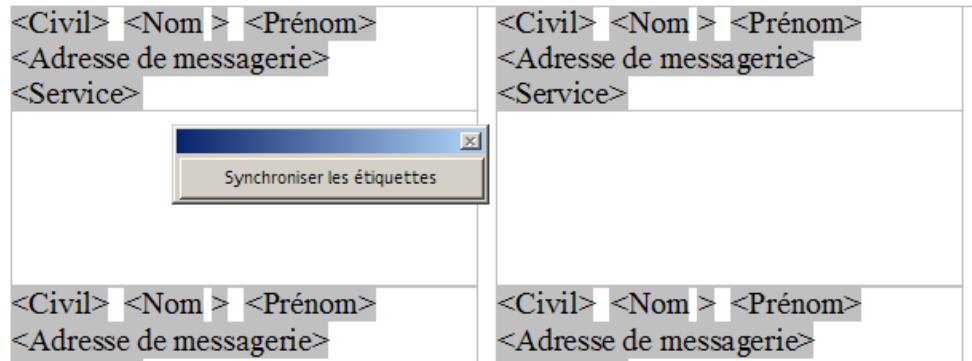 <Civil> <Nom > <Prénom>
<Adresse de messagerie>
<Service>
<Civil> <Nom > <Prénom>
<Adresse de messagerie>
<Service>
Synchroniser les étiquettes
<Civil> <Nom > <Prénom>
<Adresse de messagerie>
<Civil> <Nom > <Prénom>
<Adresse de messagerie>